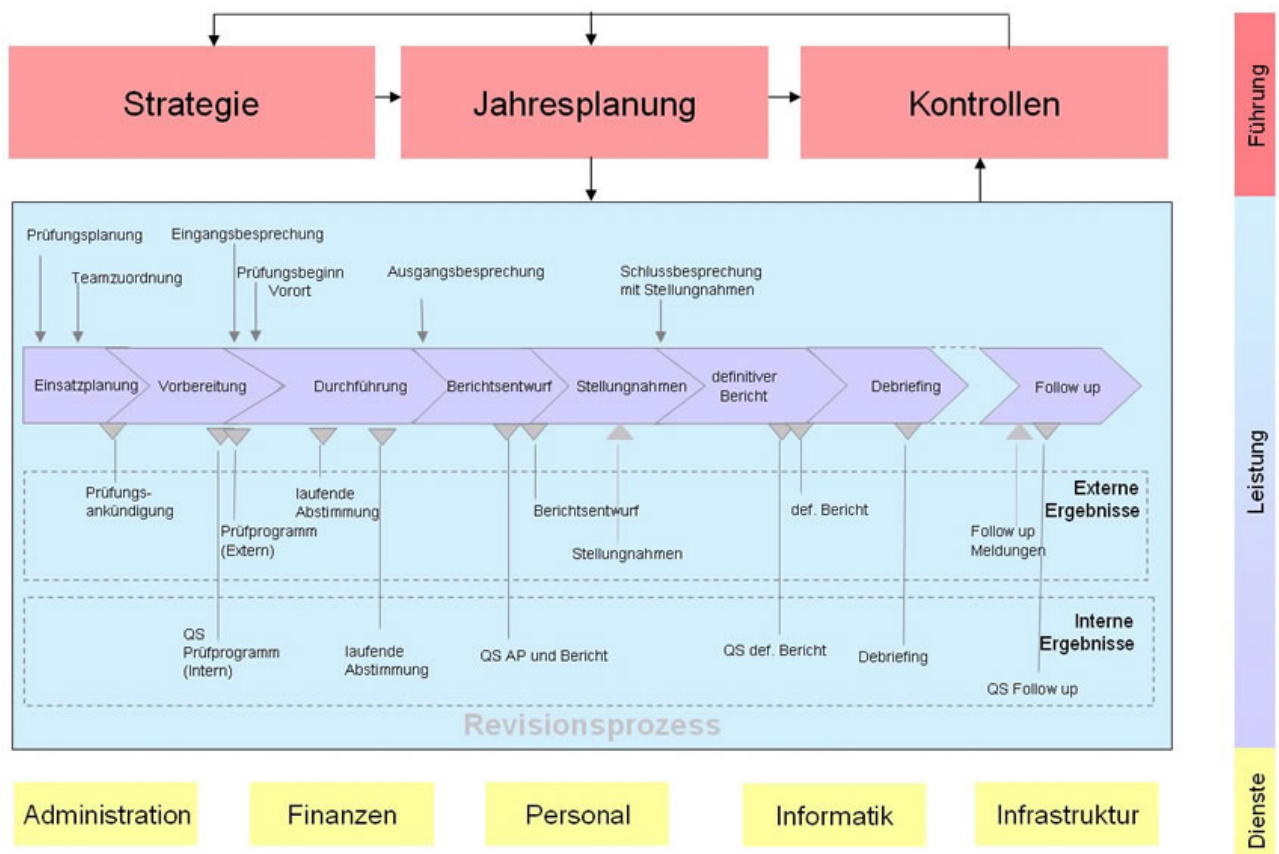 Strategie
Jahresplanung
Kontrollen
Führung
Prüfungsplanung
Eingangsbesprechung
Teamzuordnung
Prüfungsbeginn
Vorort
Ausgangsbesprechung
Schlussbesprechung
mit Stellungnahmen
Einsatzplanung
Vorbereitung
Durchführung
Berichtsentwurf
Stellungnahmen
definitiver
Bericht
Debriefing
Follow up
Leistung
Prüfungs-
ankündigung
Prüfprogramm
(Extern)
laufende
Abstimmung
Berichtsentwurf
Stellungnahmen
def. Bericht
Follow up
Meldungen
Externe
Ergebnisse
QS
Prüfprogramm
(Intern)
laufende
Abstimmung
QS AP und Bericht
QS def. Bericht
Debriefing
QS Follow up
Interne
Ergebnisse
Revisionsprozess
Administration
Finanzen
Personal
Informatik
Infrastruktur
Dienste